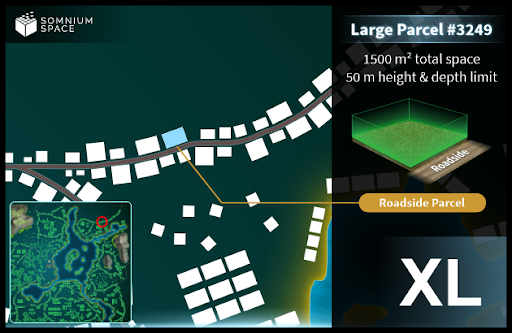 SOMNIUM
SPACE
Large Parcel #3249
1500 m² total space
50 m height & depth limit
Roadside
Roadside Parcel
XL